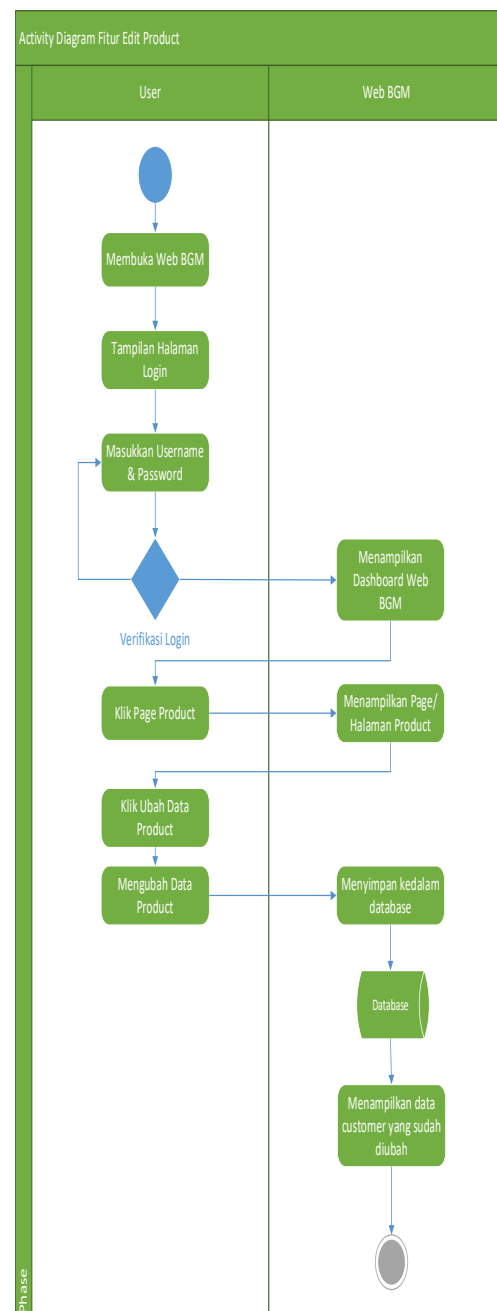 Activity Diagram Fitur Edit Product
User
Web BGM
Membuka Web BGM
Tampilan Halaman
Login
Masukkan Username
& Password
Verifikasi Login
Menampilkan
Dashboard Web
BGM
Klik Page Product
Menampilkan Page/
Halaman Product
Klik Ubah Data
Product
Mengubah Data
Product
Menyimpan kedalam
database
Database
Menampilkan data
customer yang sudah
diubah
Phase